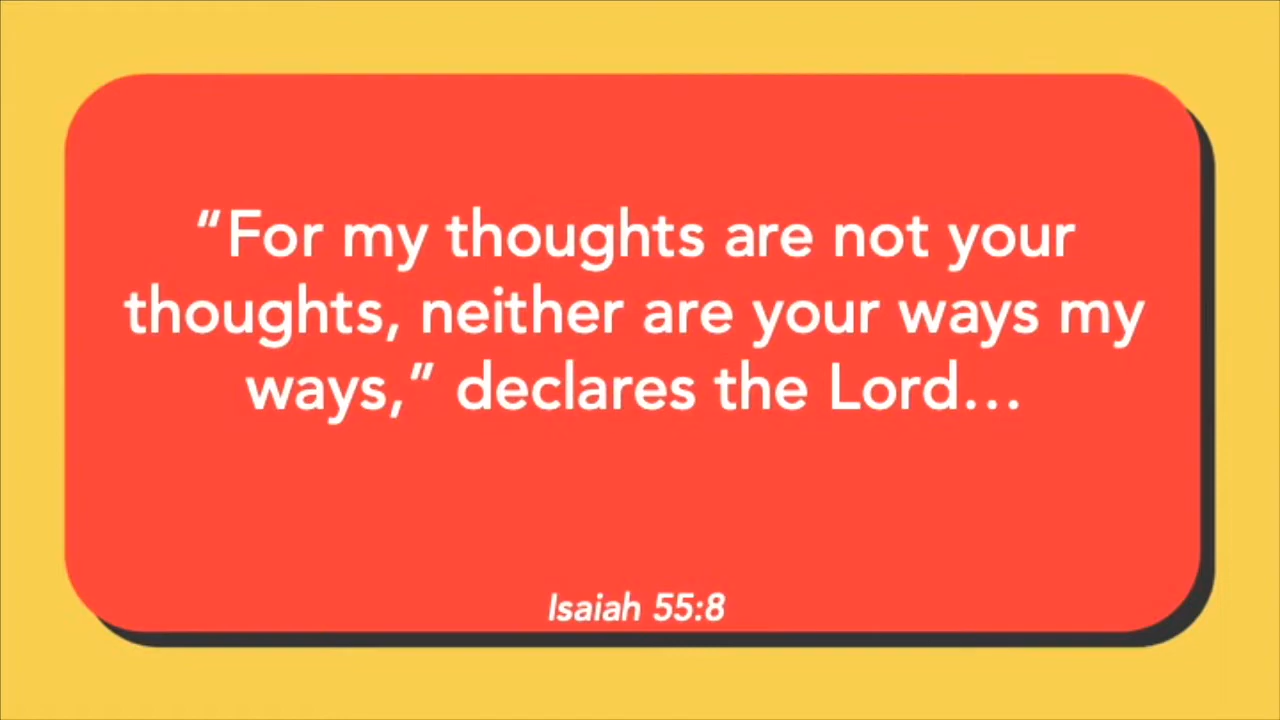 “For my thoughts are not your
thoughts, neither are your ways my
ways,” declares the Lord...
Isaiah 55:8